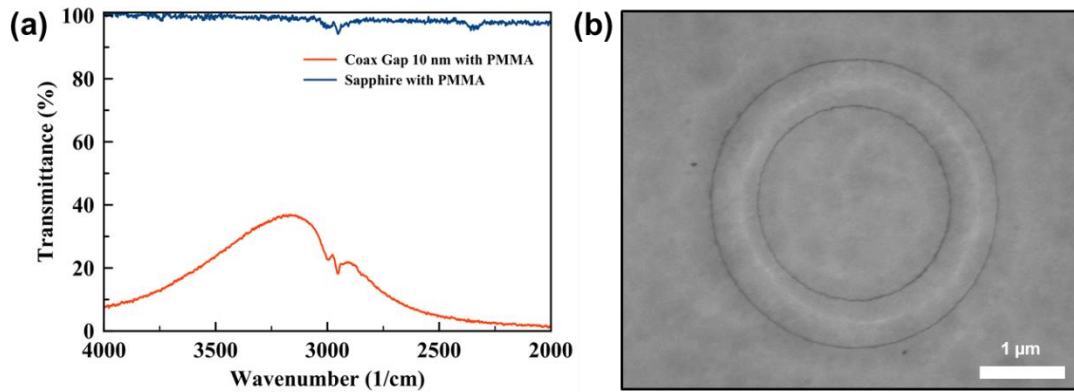 (a)
100
80
60
40
20
0
Transmittance (%)
Coax Gap 10 nm with PMMA
Sapphire with PMMA
4000 3500 3000 2500 2000
Wavenumber (1/cm)
(b)
1 µm